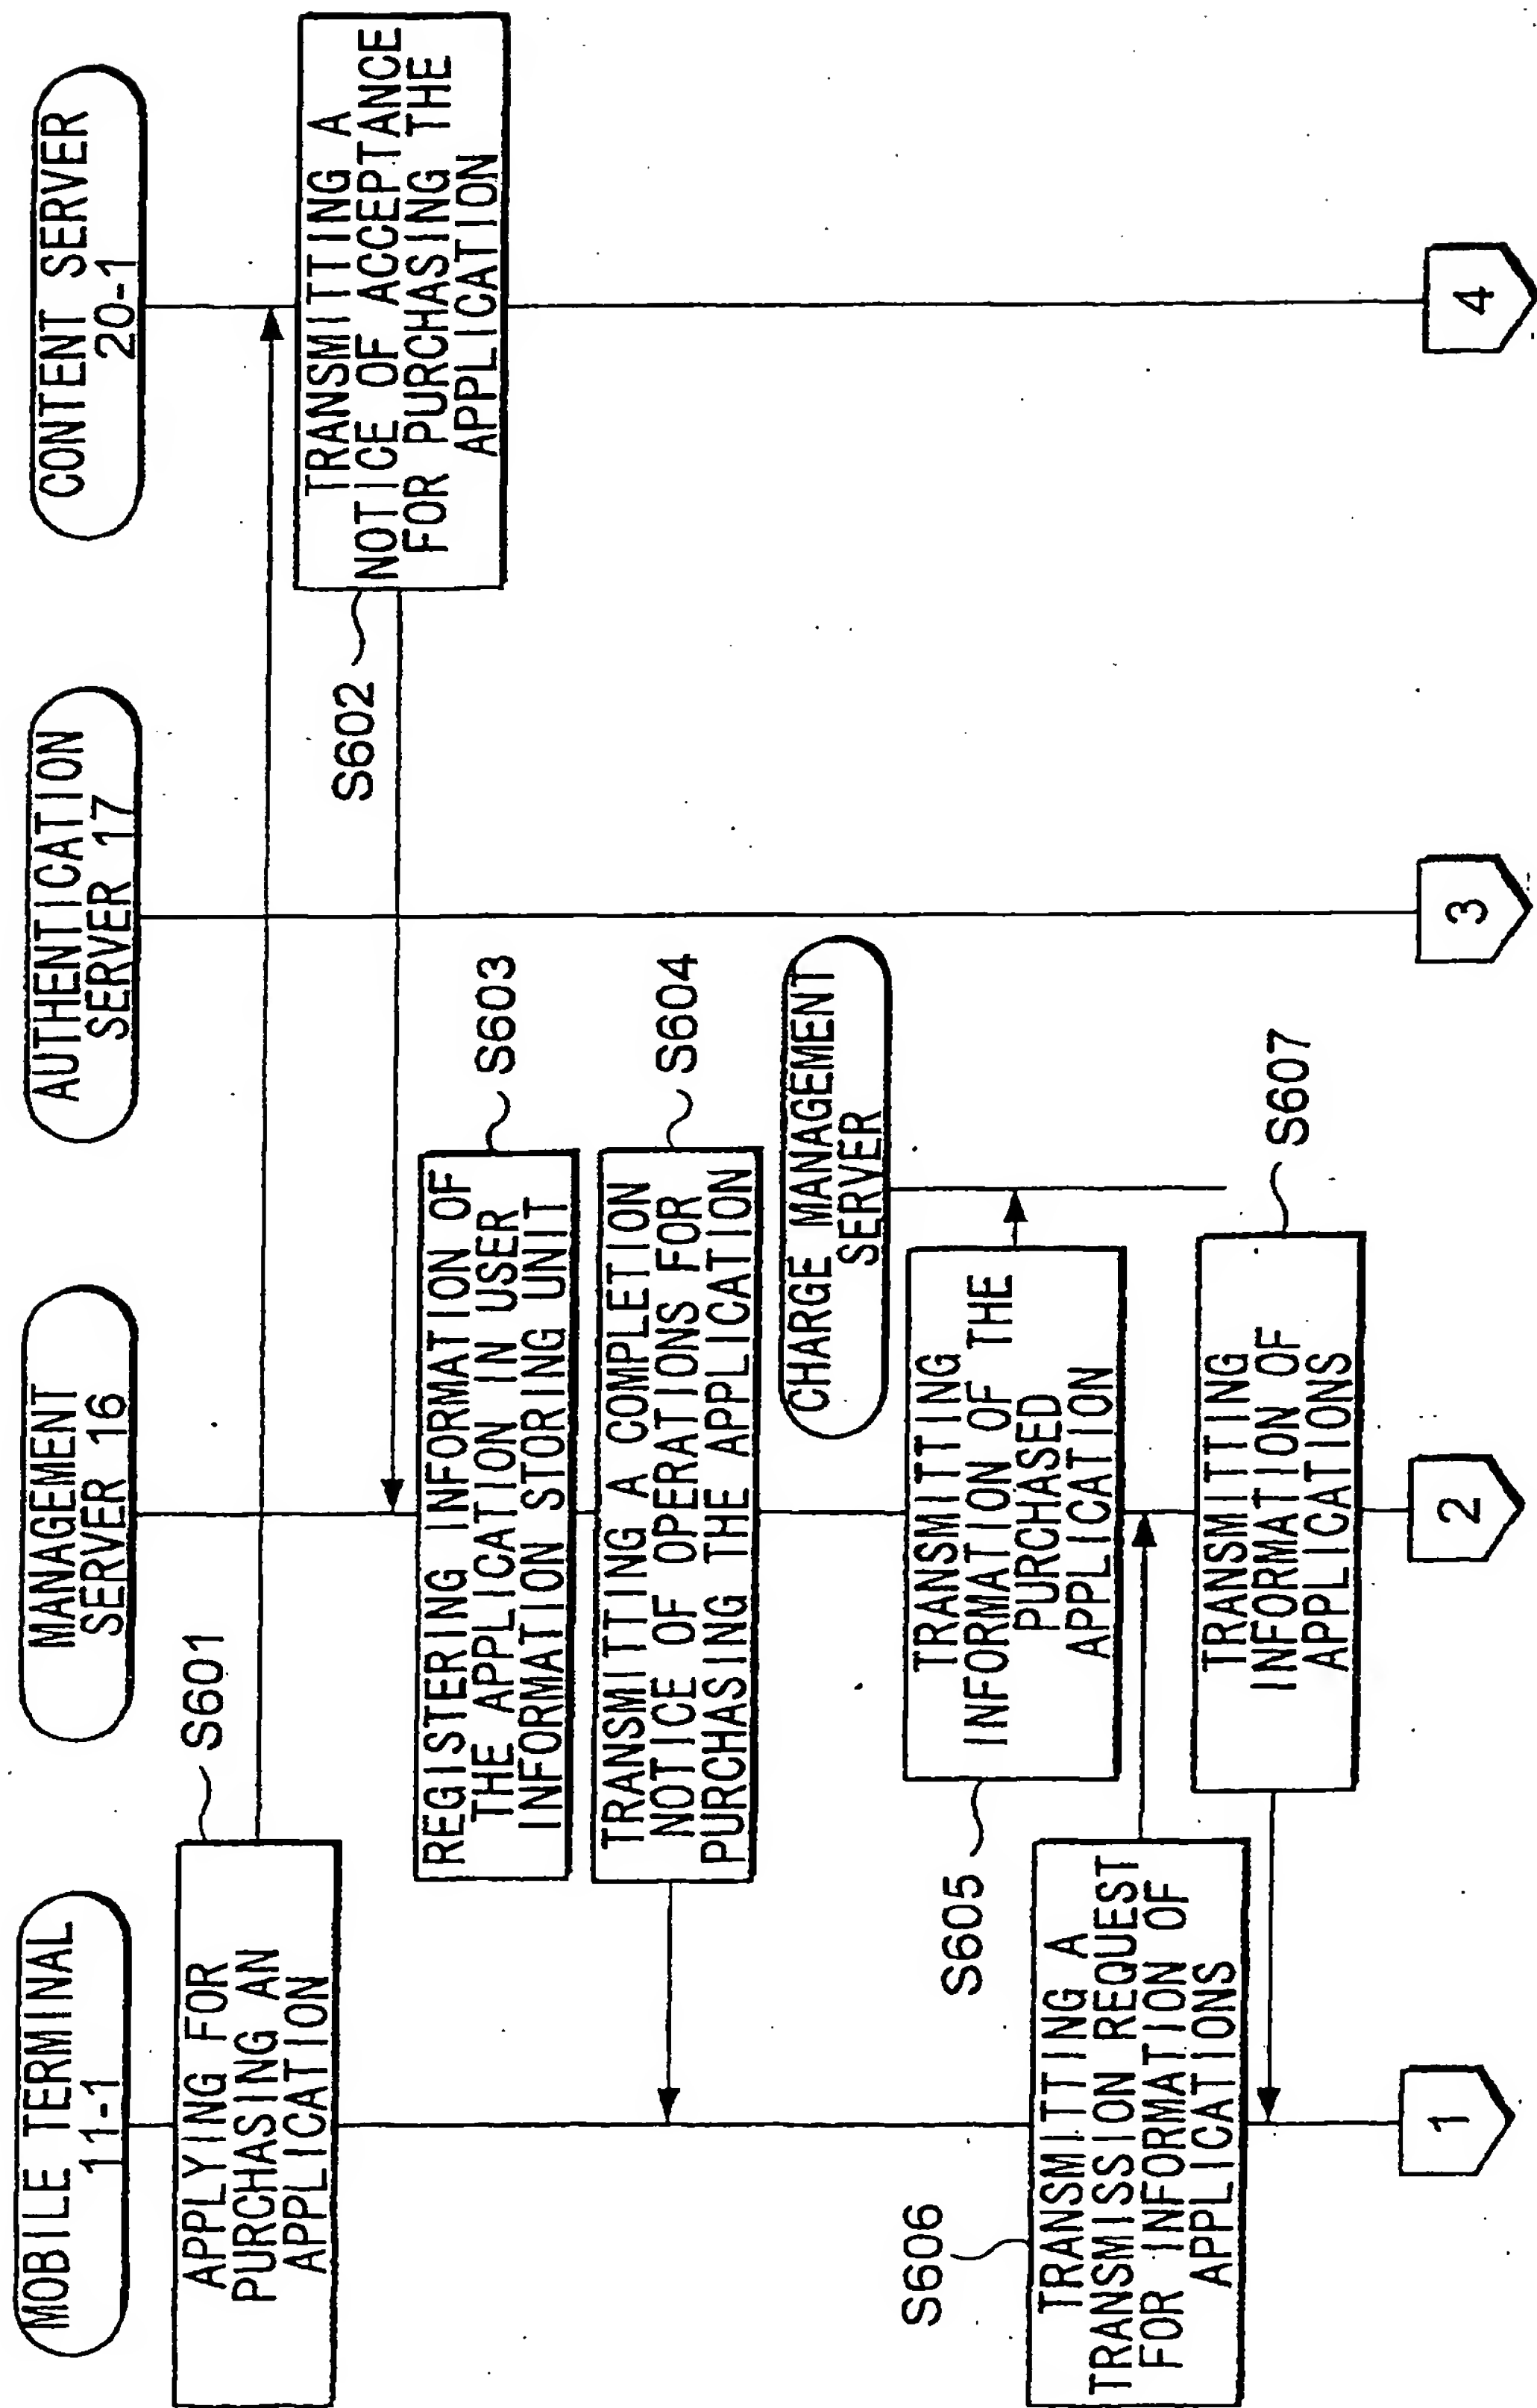 MOBILE TERMINAL
11-1
MANAGEMENT
SERVER 16
AUTHENTICATION
SERVER 17
CONTENT SERVER
20-1
S601
APPLYING FOR
PURCHASING AN
APPLICATION
S602
TRANSMITTING A
NOTICE OF ACCEPTANCE
FOR PURCHASING THE
APPLICATION
S603
REGISTERING INFORMATION OF
THE APPLICATION IN USER
INFORMATION STORING UNIT
S604
TRANSMITTING A COMPLETION
NOTICE OF OPERATIONS FOR
PURCHASING THE APPLICATION
CHARGE MANAGEMENT
SERVER
S605
TRANSMITTING
INFORMATION OF THE
PURCHASED
APPLICATION
S606
TRANSMITTING A
TRANSMISSION REQUEST
FOR INFORMATION OF
APPLICATIONS
S607
TRANSMITTING
INFORMATION OF
APPLICATIONS
1
2
3
4